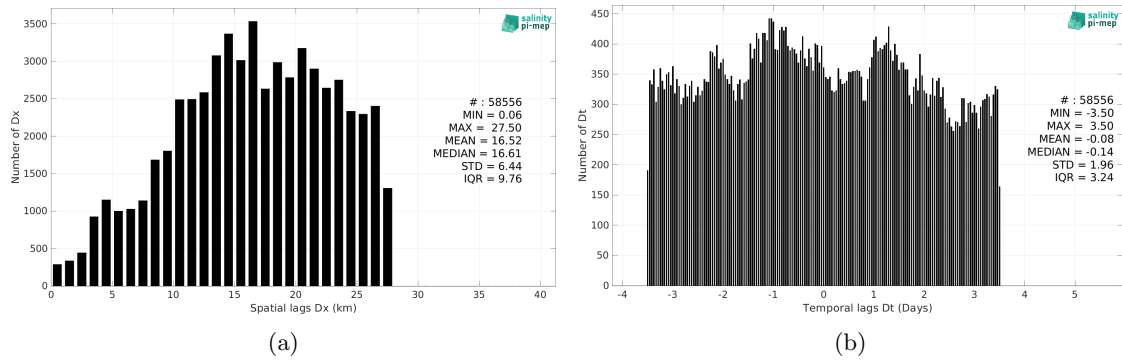 salinity
pi-mep
3500
3000
2500
2000
1500
1000
500
0
Number of Dx
# : 58556
MIN = 0.06
MAX = 27.50
MEAN = 16.52
MEDIAN = 16.61
STD = 6.44
IQR = 9.76
0 5 10 15 20 25 30 35 40
Spatial lags Dx (km)
(a)
salinity
pi-mep
450
400
350
300
250
200
150
100
50
0
Number of Dt
# : 58556
MIN = -3.50
MAX = 3.50
MEAN = -0.08
MEDIAN = -0.14
STD = 1.96
IQR = 3.24
-4 -3 -2 -1 0 1 2 3 4 5
Temporal lags Dt (Days)
(b)